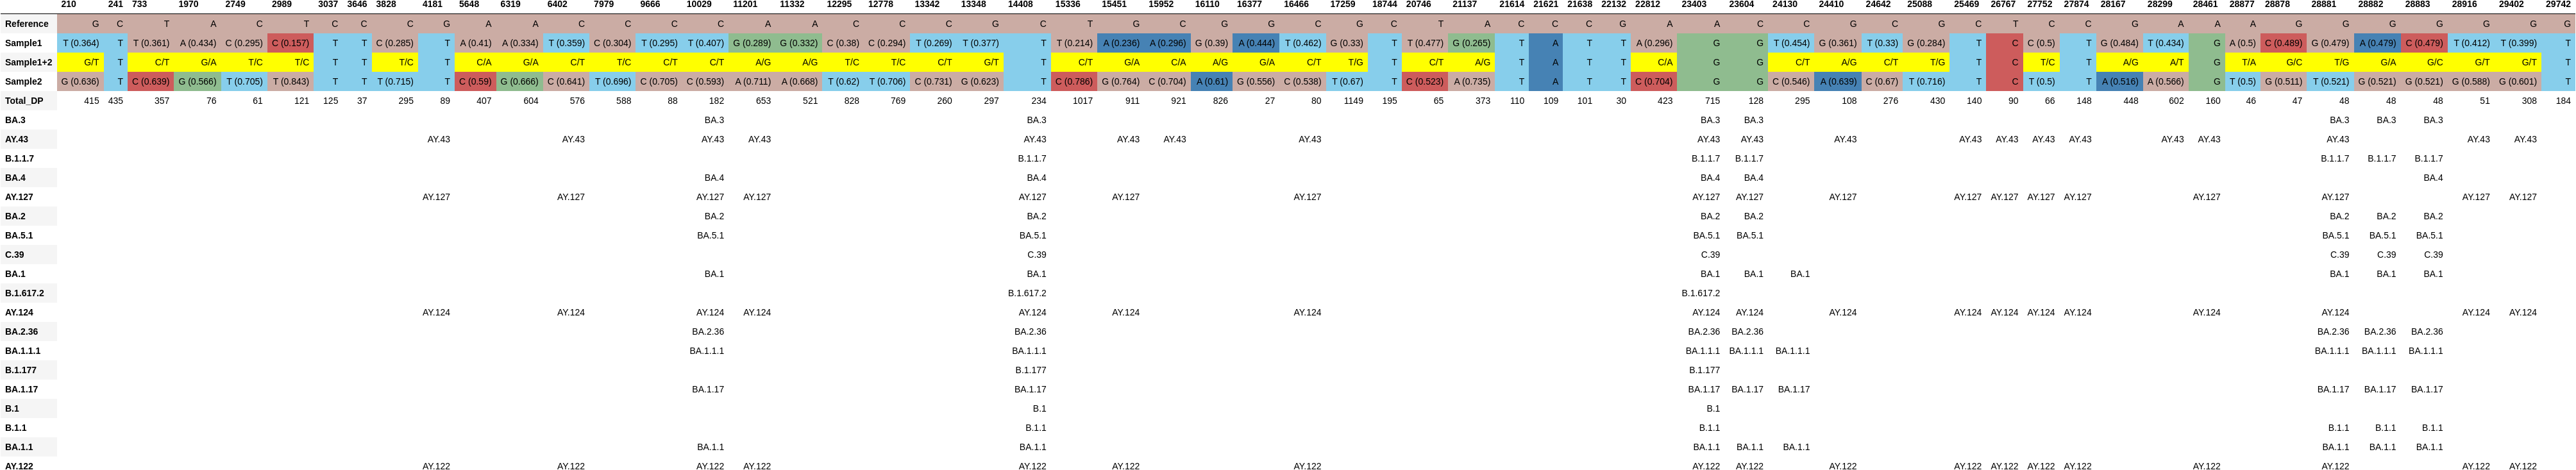 210 241 733 1970 2749 2989 3037 3646 3828 4181 5648 6319 6402 7979 9666 10029 11201 11332 12295 12778 13342 13348 14408 15336 15451 15952 16110 16377 16466 17259 18744 20746 21137 21614 21621 21638 22132 22812 23403 23604 24130 24410 24642 25088 25469 26767 27752 27874 28167 28299 28461 28877 28878 28881 28882 28883 28916 29402 29742
Reference G C T A C T C C C G A A C C C C A A C C C G C T G C G G C G C T A C C C G A A C C G C G C T C C G A A A G G G G G G G
Sample1 T (0.364) T T (0.361) A (0.434) C (0.295) C (0.157) T T C (0.285) T A (0.41) A (0.334) T (0.359) C (0.304) T (0.295) T (0.407) G (0.289) G (0.332) C (0.38) C (0.294) T (0.269) T (0.377) T T (0.214) A (0.236) A (0.296) G (0.39) A (0.444) T (0.462) G (0.33) T T (0.477) G (0.265) T A T T A (0.296) G G T (0.454) G (0.361) T (0.33) G (0.284) T C C (0.5) T G (0.484) T (0.434) G A (0.5) C (0.489) G (0.479) A (0.479) C (0.479) T (0.412) T (0.399) T
Sample1+2 G/T T C/T G/A T/C T/C T T T/C T C/A G/A C/T T/C C/T C/T A/G A/G T/C T/C C/T G/T T C/T G/A C/A A/G G/A C/T T/G T C/T A/G T A T T C/A G G C/T A/G C/T T/G T C T/C T A/G A/T G T/A G/C T/G G/A G/C G/T G/T T
Sample2 G (0.636) T C (0.639) G (0.566) T (0.705) T (0.843) T T T (0.715) T C (0.59) G (0.666) C (0.641) T (0.696) C (0.705) C (0.593) A (0.711) A (0.668) T (0.62) T (0.706) C (0.731) G (0.623) T C (0.786) G (0.764) C (0.704) A (0.61) G (0.556) C (0.538) T (0.67) T C (0.523) A (0.735) T A T T C (0.704) G G C (0.546) A (0.639) C (0.67) T (0.716) T C T (0.5) T A (0.516) A (0.566) G T (0.5) G (0.511) T (0.521) G (0.521) G (0.521) G (0.588) G (0.601) T
Total_DP 415 435 357 76 61 121 125 37 295 89 407 604 576 588 88 182 653 521 828 769 260 297 234 1017 911 921 826 27 80 1149 195 65 373 110 109 101 30 423 715 128 295 108 276 430 140 90 66 148 448 602 160 46 47 48 48 48 51 308 184
BA.3 BA.3 BA.3 BA.3 BA.3 BA.3 BA.3 BA.3
AY.43 AY.43 AY.43 AY.43 AY.43 AY.43 AY.43 AY.43 AY.43 AY.43 AY.43 AY.43 AY.43 AY.43 AY.43 AY.43 AY.43 AY.43 AY.43 AY.43 AY.43
B.1.1.7 B.1.1.7 B.1.1.7 B.1.1.7 B.1.1.7 B.1.1.7 B.1.1.7
BA.4 BA.4 BA.4 BA.4 BA.4 BA.4
AY.127 AY.127 AY.127 AY.127 AY.127 AY.127 AY.127 AY.127 AY.127 AY.127 AY.127 AY.127 AY.127 AY.127 AY.127 AY.127 AY.127 AY.127 AY.127
BA.2 BA.2 BA.2 BA.2 BA.2 BA.2 BA.2 BA.2
BA.5.1 BA.5.1 BA.5.1 BA.5.1 BA.5.1 BA.5.1 BA.5.1 BA.5.1
C.39 C.39 C.39 C.39 C.39 C.39
BA.1 BA.1 BA.1 BA.1 BA.1 BA.1 BA.1 BA.1 BA.1
B.1.617.2 B.1.617.2 B.1.617.2
AY.124 AY.124 AY.124 AY.124 AY.124 AY.124 AY.124 AY.124 AY.124 AY.124 AY.124 AY.124 AY.124 AY.124 AY.124 AY.124 AY.124 AY.124 AY.124
BA.2.36 BA.2.36 BA.2.36 BA.2.36 BA.2.36 BA.2.36 BA.2.36 BA.2.36
BA.1.1.1 BA.1.1.1 BA.1.1.1 BA.1.1.1 BA.1.1.1 BA.1.1.1 BA.1.1.1 BA.1.1.1 BA.1.1.1
B.1.177 B.1.177 B.1.177
BA.1.17 BA.1.17 BA.1.17 BA.1.17 BA.1.17 BA.1.17 BA.1.17 BA.1.17 BA.1.17
B.1 B.1 B.1
B.1.1 B.1.1 B.1.1 B.1.1 B.1.1 B.1.1
BA.1.1 BA.1.1 BA.1.1 BA.1.1 BA.1.1 BA.1.1 BA.1.1 BA.1.1 BA.1.1
AY.122 AY.122 AY.122 AY.122 AY.122 AY.122 AY.122 AY.122 AY.122 AY.122 AY.122 AY.122 AY.122 AY.122 AY.122 AY.122 AY.122 AY.122 AY.122